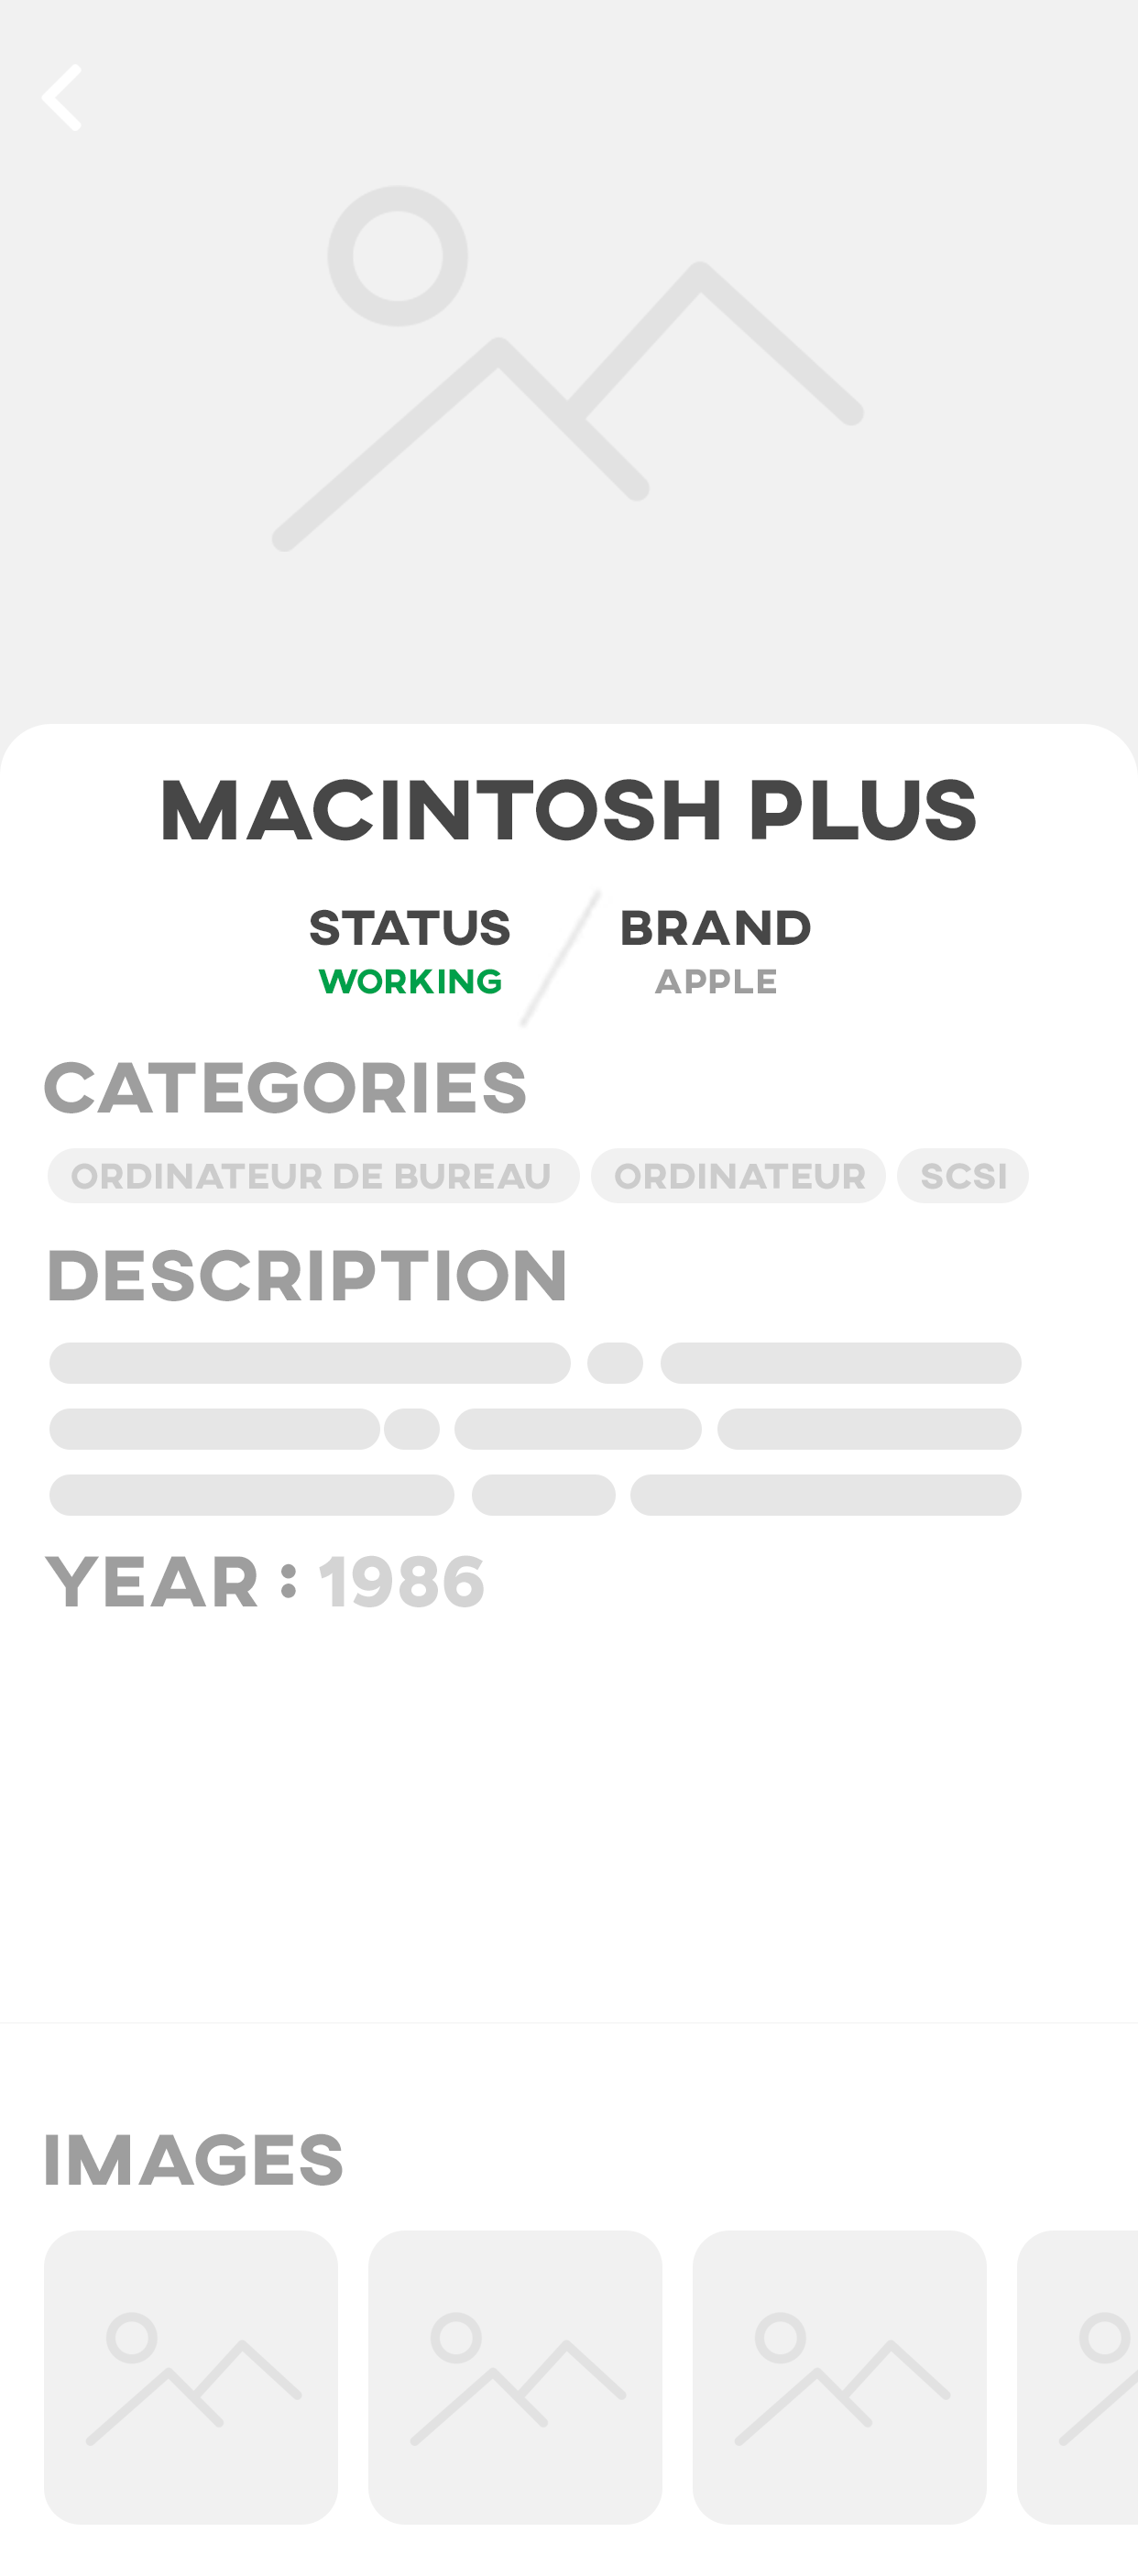 MACINTOSH PLUS
STATUS
WORKING
BRAND
APPLE
CATEGORIES
ORDINATEUR DE BUREAU ORDINATEUR SCSI
DESCRIPTION
YEAR : 1986
IMAGES